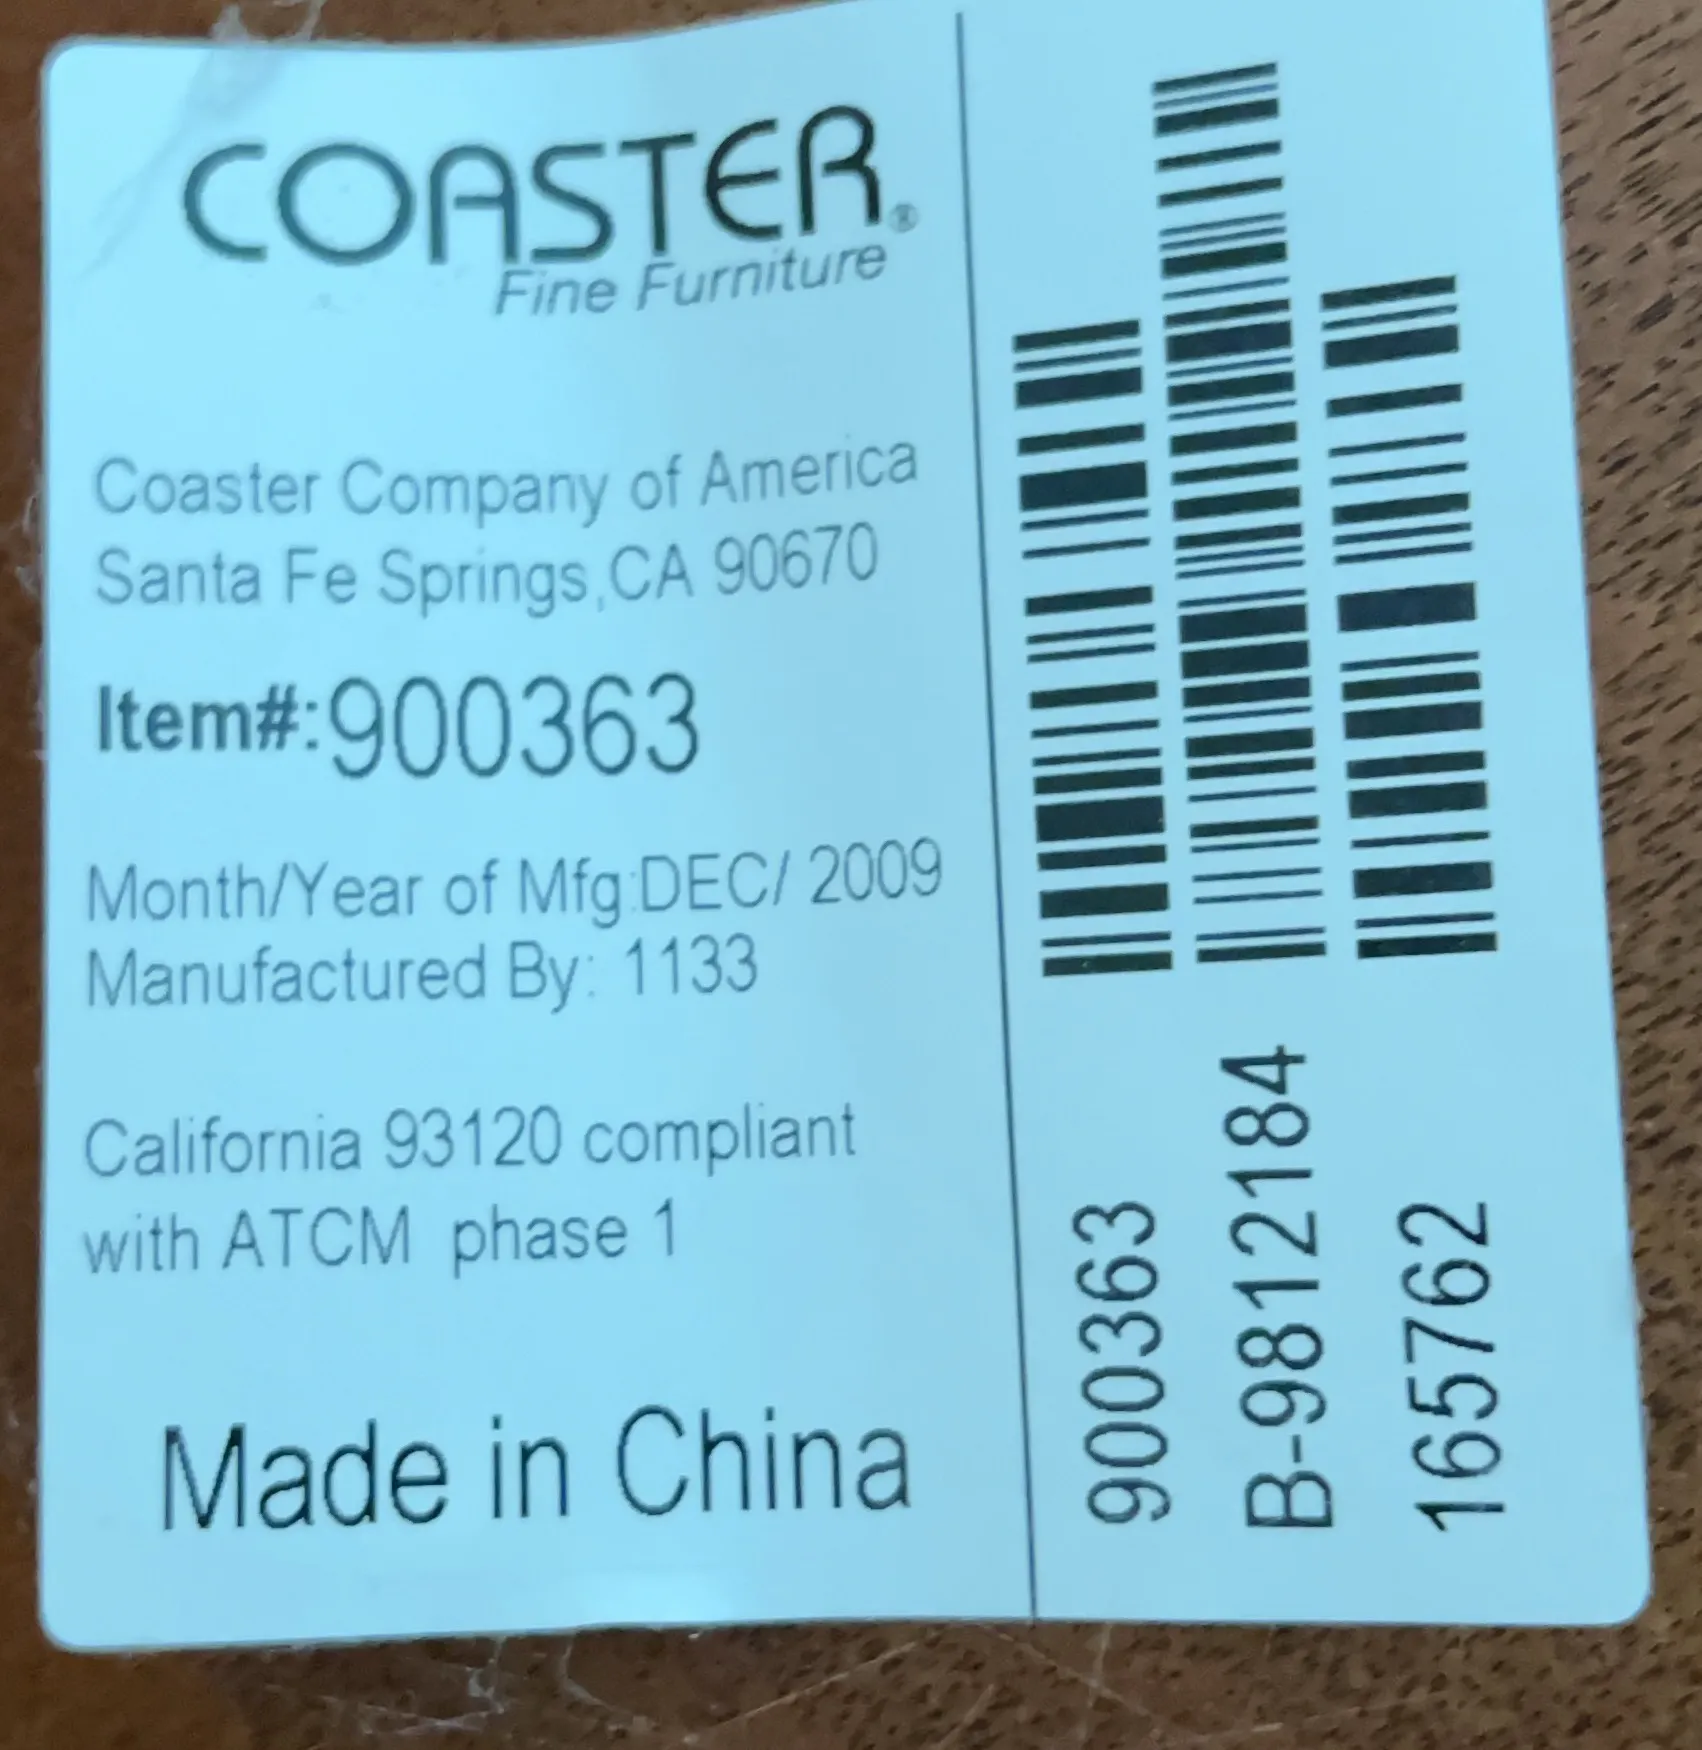 COASTER®
Fine Furniture
Coaster Company of America
Santa Fe Springs,CA 90670
Item#:900363
Month/Year of Mfg:DEC/ 2009
Manufactured By: 1133
California 93120 compliant
with ATCM phase 1
Made in China
900363
B-9812184
165762